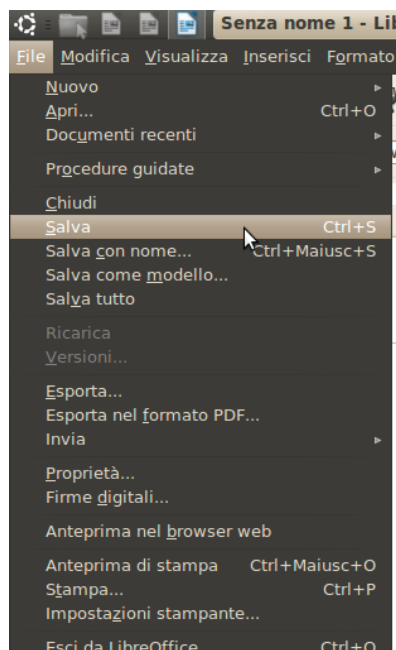 Senza nome 1 - Lib
File Modifica Visualizza Inserisci Formato
Nuovo
Apri... Ctrl+O
Documenti recenti
Procedure guidate
Chiudi
Salva Ctrl+S
Salva con nome... Ctrl+Maiusc+S
Salva come modello...
Salva tutto
Ricarica
Versioni...
Esporta...
Esporta nel formato PDF...
Invia
Proprietà...
Firme digitali...
Anteprima nel browser web
Anteprima di stampa Ctrl+Maiusc+O
Stampa... Ctrl+P
Impostazioni stampante...
Esci da LibreOffice Ctrl+Q